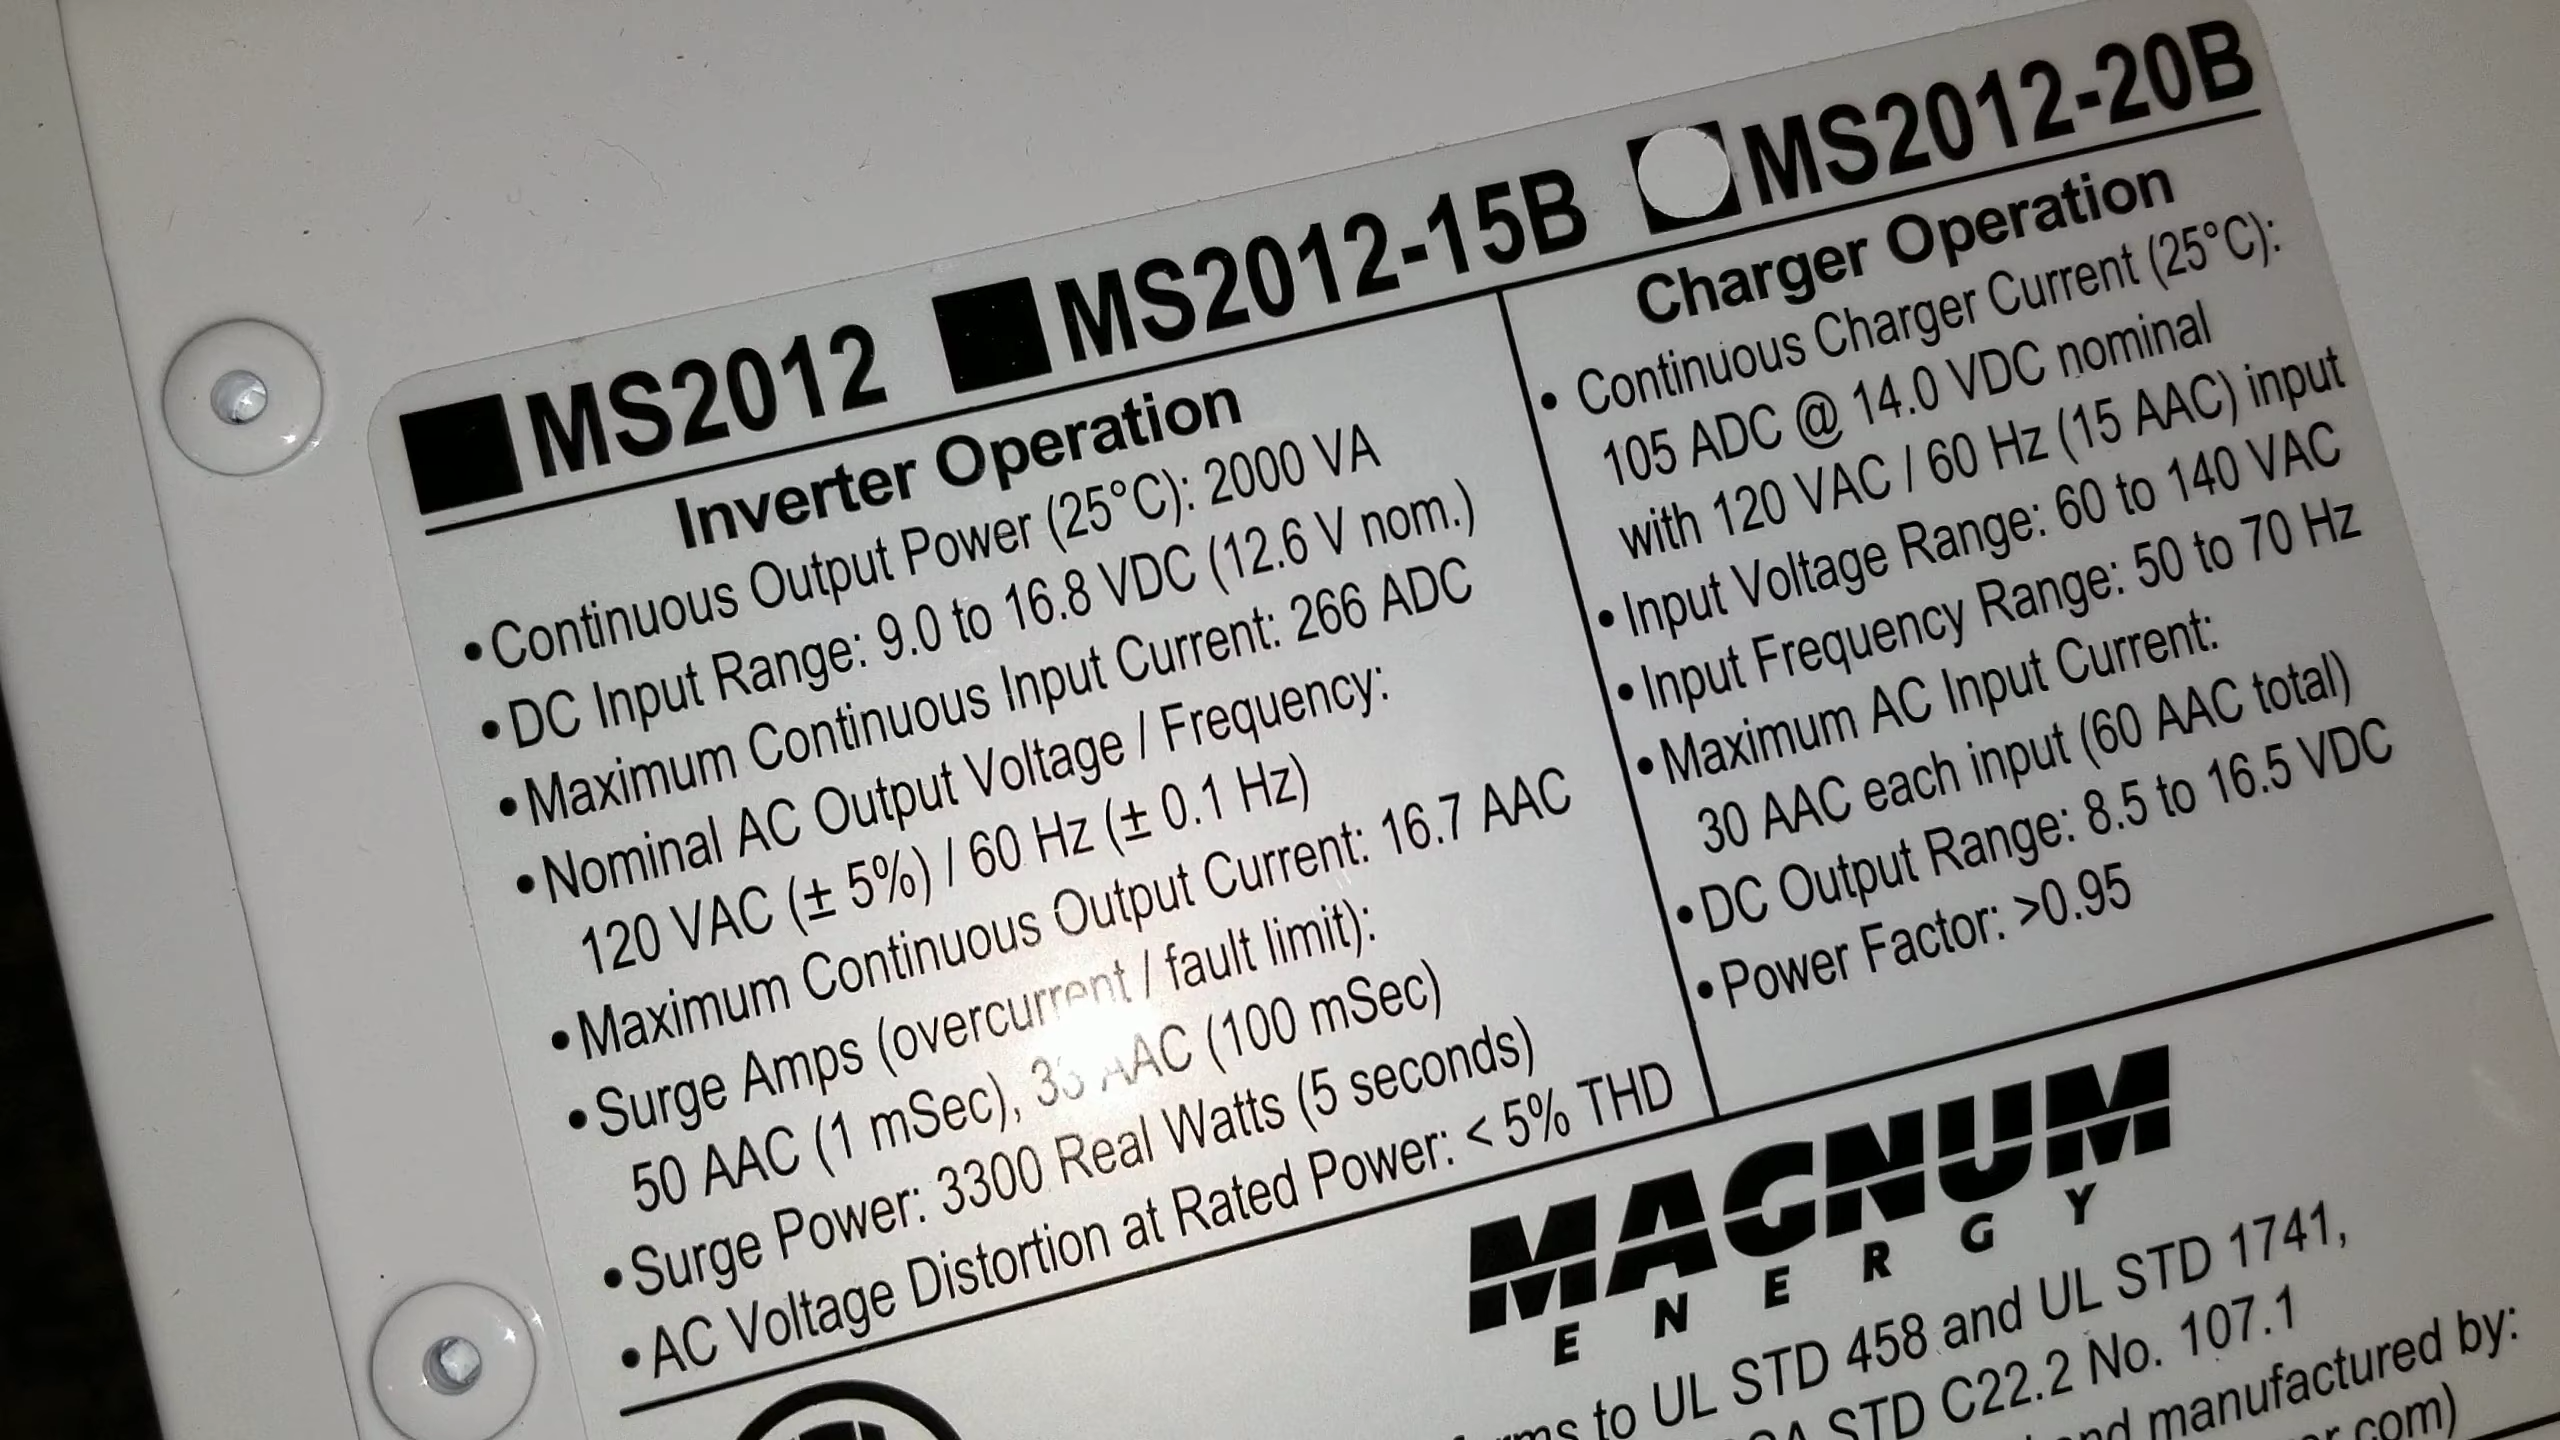 MS2012 MS2012-15B MS2012-20B
Inverter Operation
•Continuous Output Power (25°C): 2000 VA
•DC Input Range: 9.0 to 16.8 VDC (12.6 V nom.)
•Maximum Continuous Input Current: 266 ADC
•Nominal AC Output Voltage / Frequency:
120 VAC (± 5%) / 60 Hz (± 0.1 Hz)
•Maximum Continuous Output Current: 16.7 AAC
•Surge Amps (overcurrent / fault limit):
50 AAC (1 mSec), AAC (100 mSec)
•Surge Power: 3300 Real Watts (5 seconds)
•AC Voltage Distortion at Rated Power: < 5% THD
Charger Operation
• Continuous Charger Current (25°C):
105 ADC @ 14.0 VDC nominal
with 120 VAC / 60 Hz (15 AAC) input
•Input Voltage Range: 60 to 140 VAC
•Input Frequency Range: 50 to 70 Hz
•Maximum AC Input Current:
30 AAC each input (60 AAC total)
•DC Output Range: 8.5 to 16.5 VDC
•Power Factor: >0.95
MAGNUM
ENERGY
to UL STD 458 and UL STD 1741,
STD C22.2 No. 107.1
manufactured by:
.com)